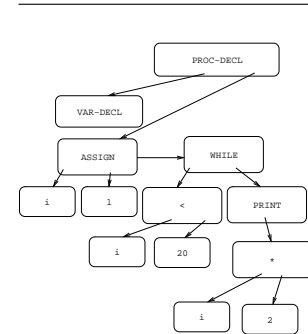 PROC-DECL
VAR-DECL
ASSIGN
WHILE
i
1
<
PRINT
i
20
*
i
2